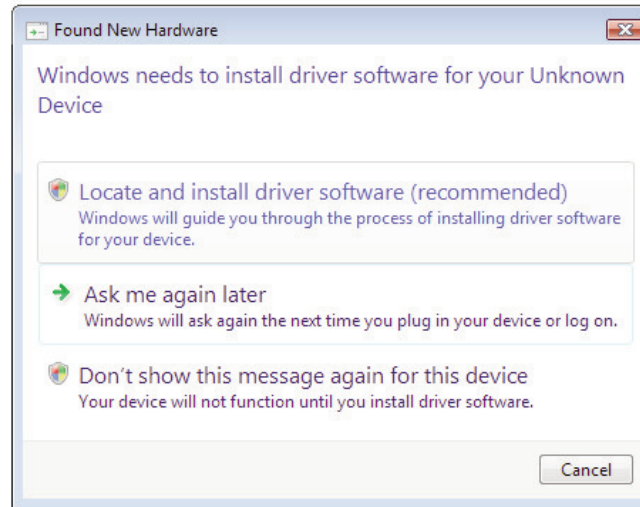 Found New Hardware
Windows needs to install driver software for your Unknown
Device
Locate and install driver software (recommended)
Windows will guide you through the process of installing driver software
for your device.
Ask me again later
Windows will ask again the next time you plug in your device or log on.
Don't show this message again for this device
Your device will not function until you install driver software.
Cancel